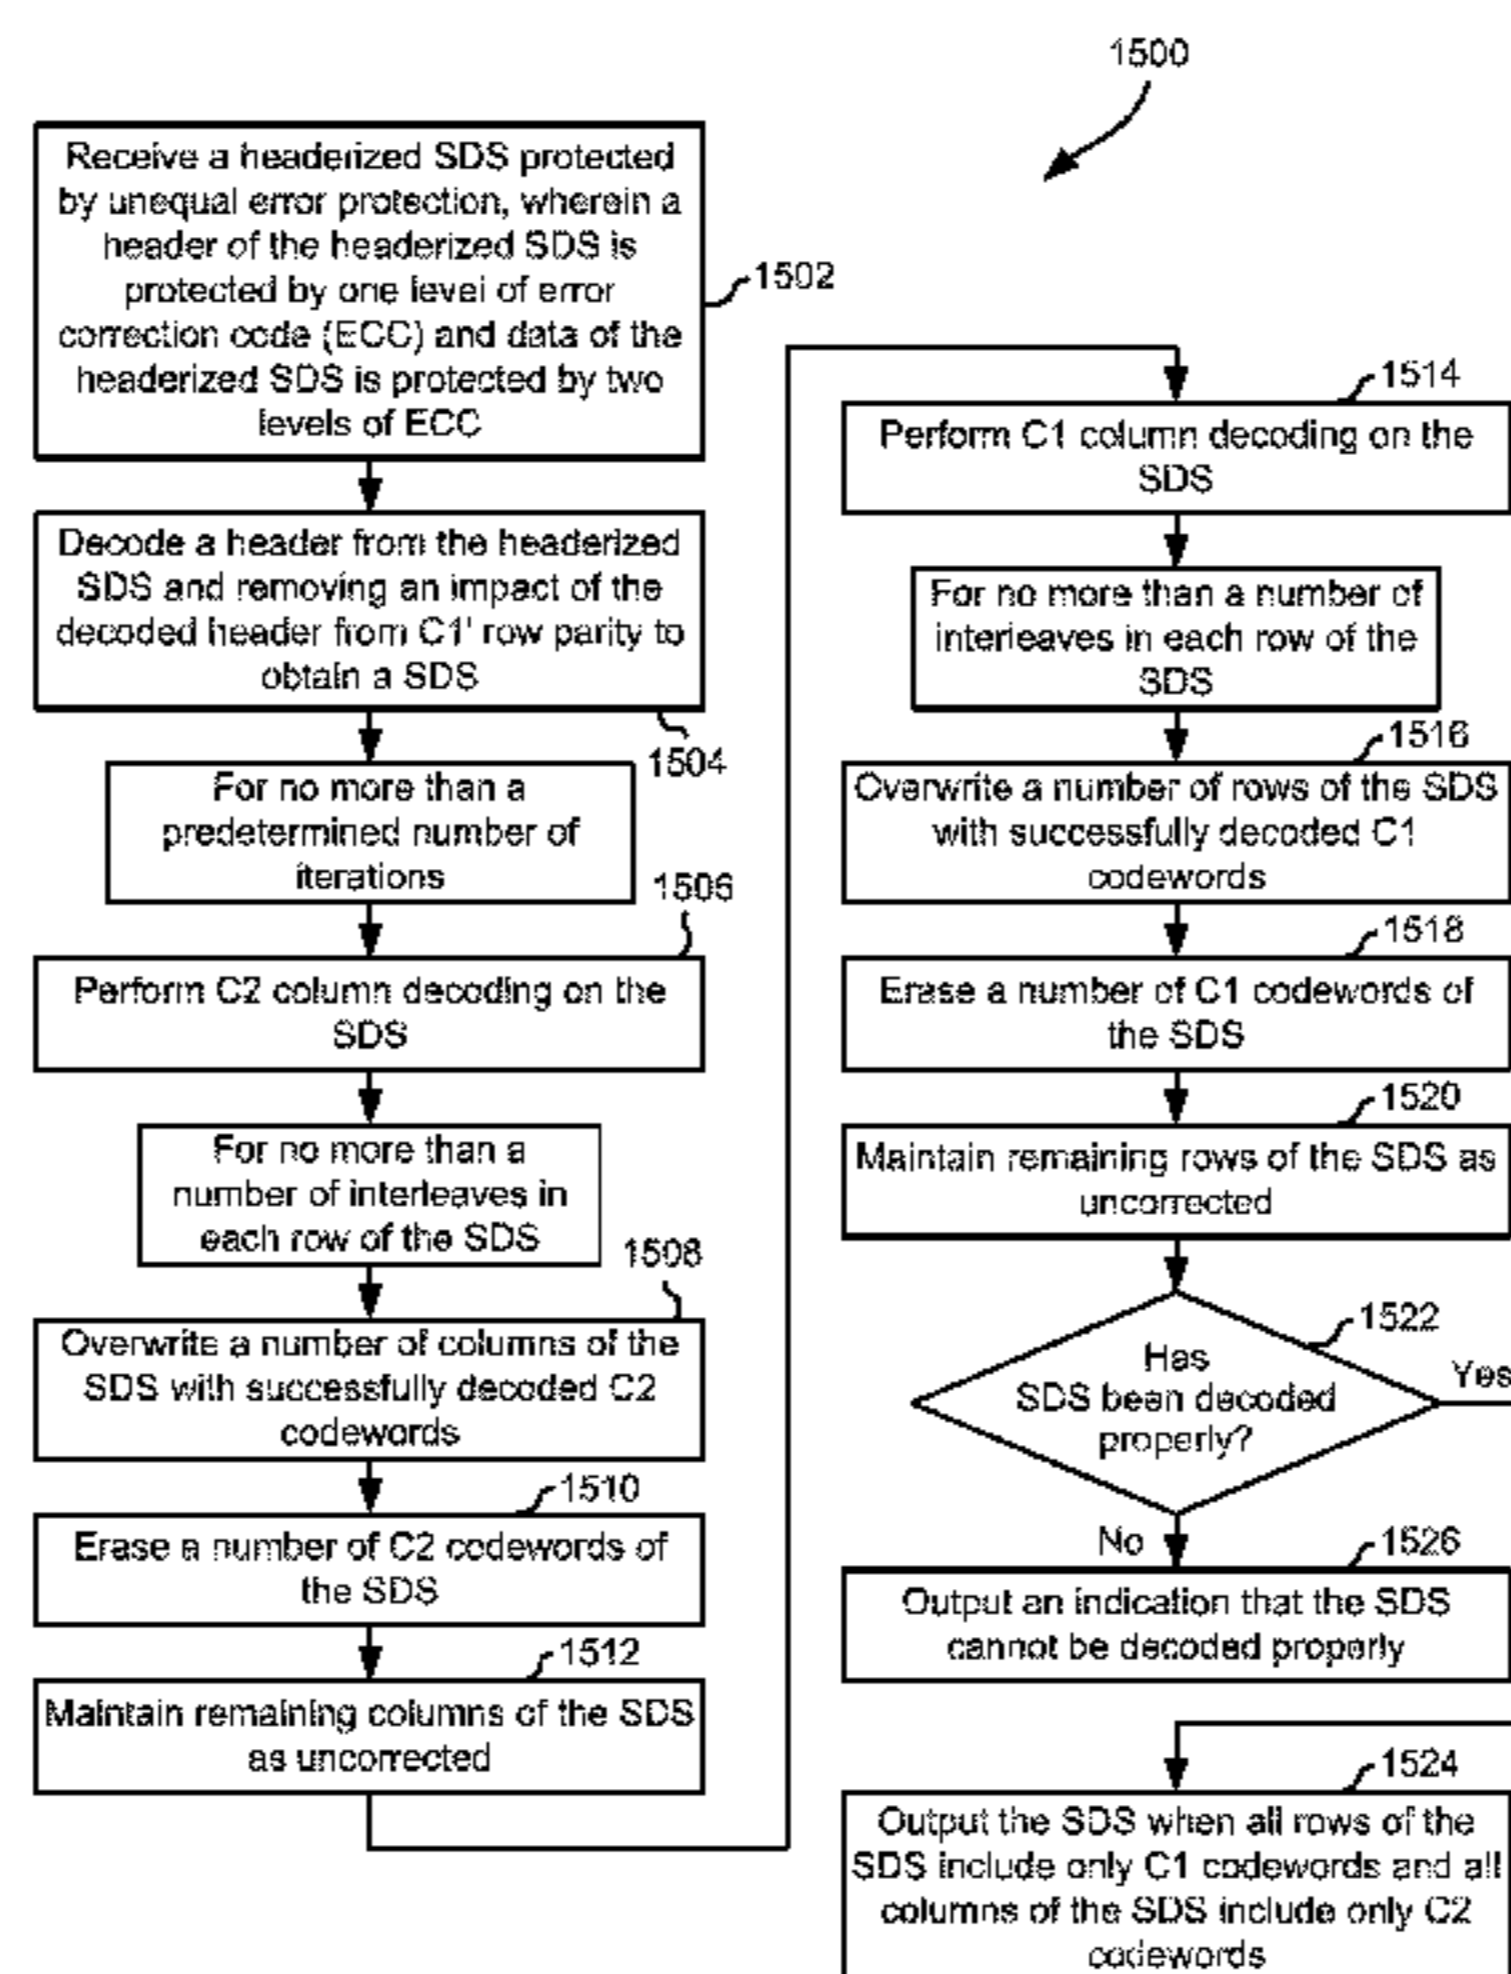 1500
Receive a headerized SDS protected
by unequal error protection, wherein a
header of the headerized SDS is
protected by one level of error
correction code (ECC) and data of the
headerized SDS is protected by two
levels of ECC
1502
Decode a header from the headerized
SDS and removing an impact of the
decoded header from C1' row parity to
obtain a SDS
1504
For no more than a
predetermined number of
iterations
1506
Perform C2 column decoding on the
SDS
For no more than a
number of interleaves in
each row of the SDS
1508
Overwrite a number of columns of the
SDS with successfully decoded C2
codewords
1510
Erase a number of C2 codewords of
the SDS
1512
Maintain remaining columns of the SDS
as uncorrected
1514
Perform C1 column decoding on the
SDS
For no more than a number of
interleaves in each row of the
SDS
1516
Overwrite a number of rows of the SDS
with successfully decoded C1
codewords
1518
Erase a number of C1 codewords of
the SDS
1520
Maintain remaining rows of the SDS as
uncorrected
1522
Has
SDS been decoded
properly?
Yes
No
1526
Output an indication that the SDS
cannot be decoded properly
1524
Output the SDS when all rows of the
SDS include only C1 codewords and all
columns of the SDS include only C2
codewords